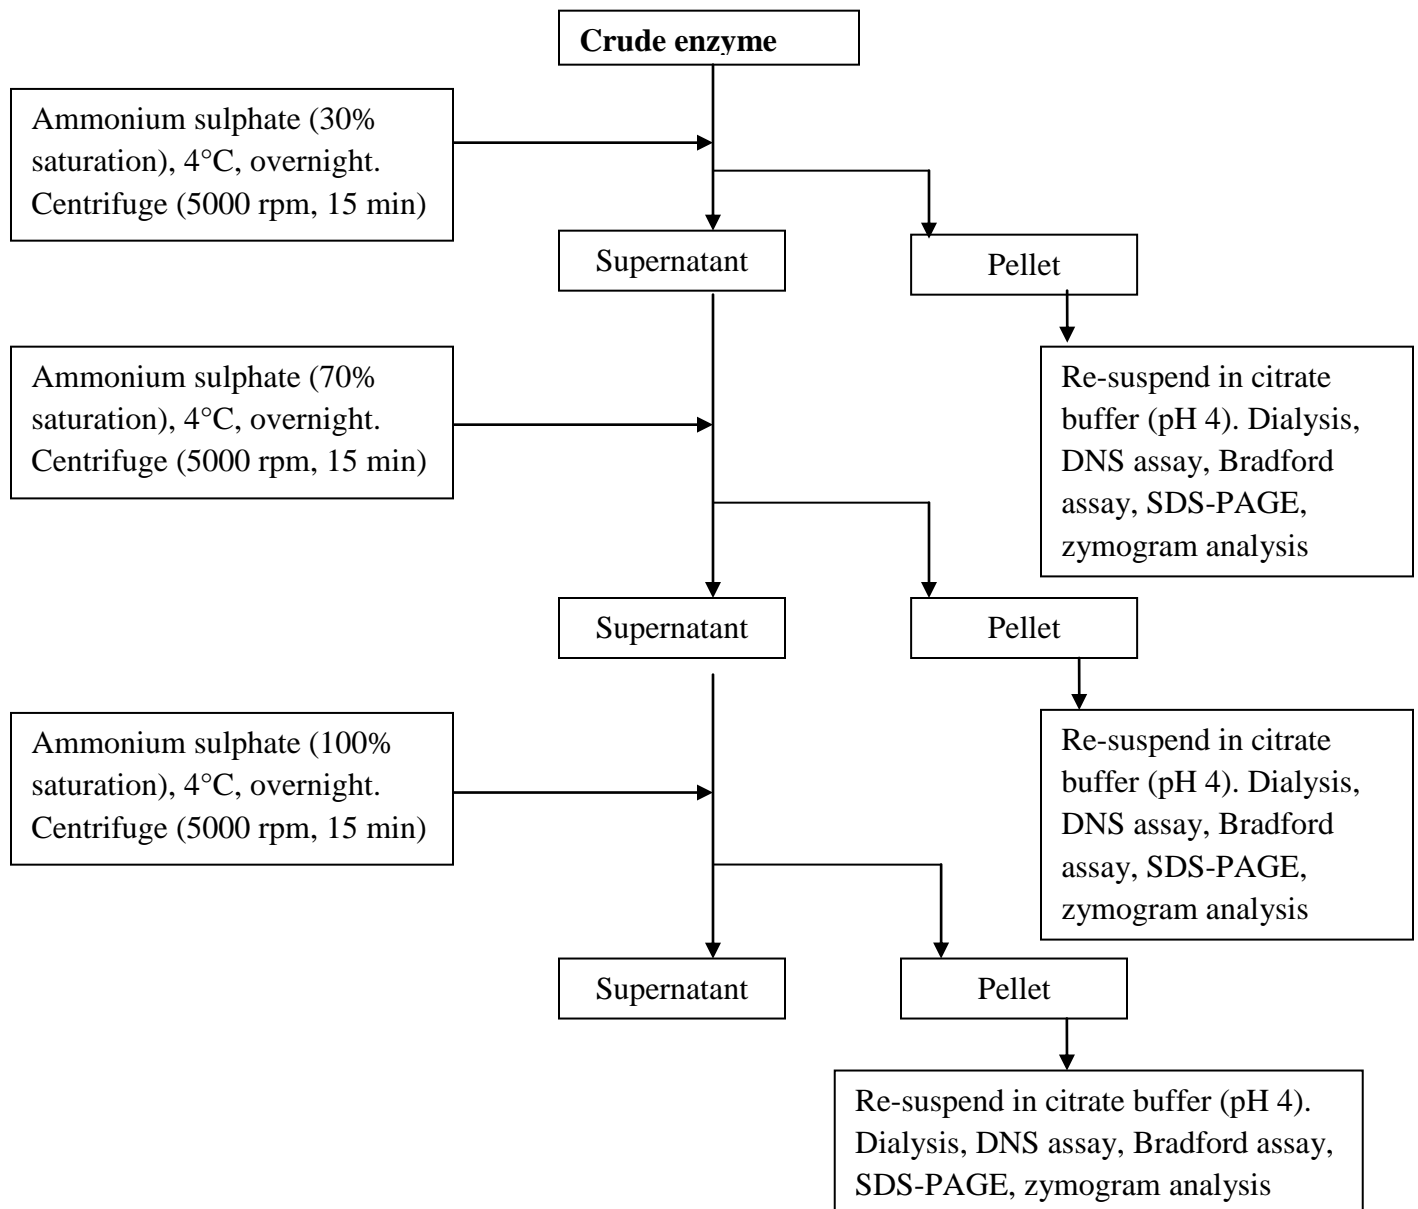 Crude enzyme
Ammonium sulphate (30%
saturation), 4°C, overnight.
Centrifuge (5000 rpm, 15 min)
Supernatant
Pellet
Ammonium sulphate (70%
saturation), 4°C, overnight.
Centrifuge (5000 rpm, 15 min)
Re-suspend in citrate
buffer (pH 4). Dialysis,
DNS assay, Bradford
assay, SDS-PAGE,
zymogram analysis
Supernatant
Pellet
Ammonium sulphate (100%
saturation), 4°C, overnight.
Centrifuge (5000 rpm, 15 min)
Re-suspend in citrate
buffer (pH 4). Dialysis,
DNS assay, Bradford
assay, SDS-PAGE,
zymogram analysis
Supernatant
Pellet
Re-suspend in citrate buffer (pH 4).
Dialysis, DNS assay, Bradford assay,
SDS-PAGE, zymogram analysis